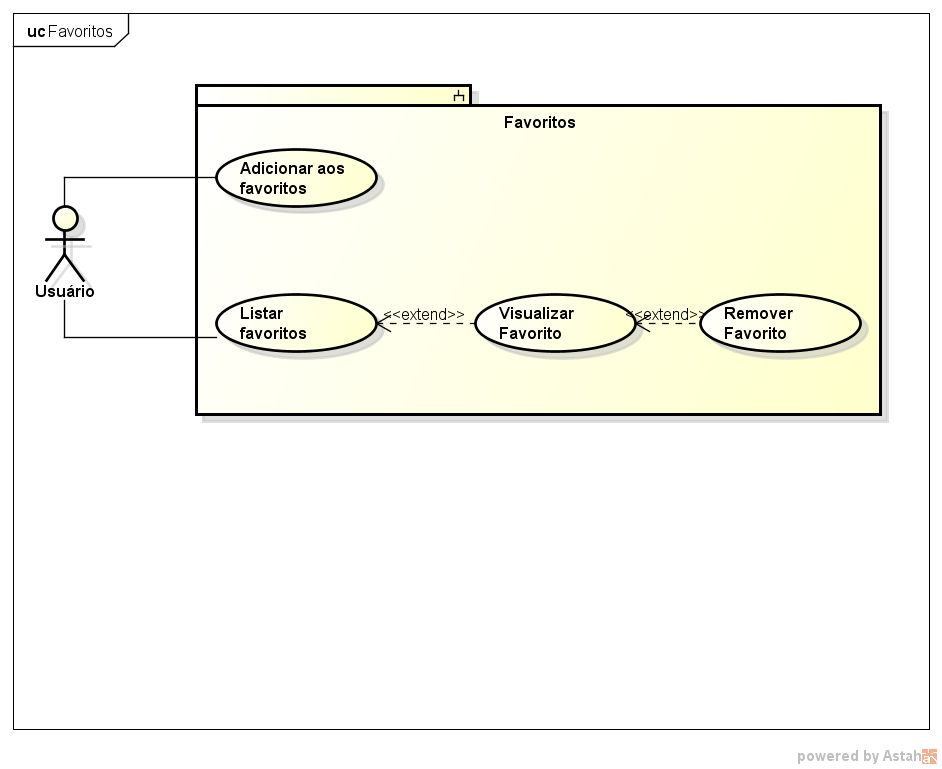 uc Favoritos
Favoritos
Adicionar aos
favoritos
Usuário
Listar
favoritos
<<extend>>
Visualizar
Favorito
<<extend>>
Remover
Favorito
powered by Astah